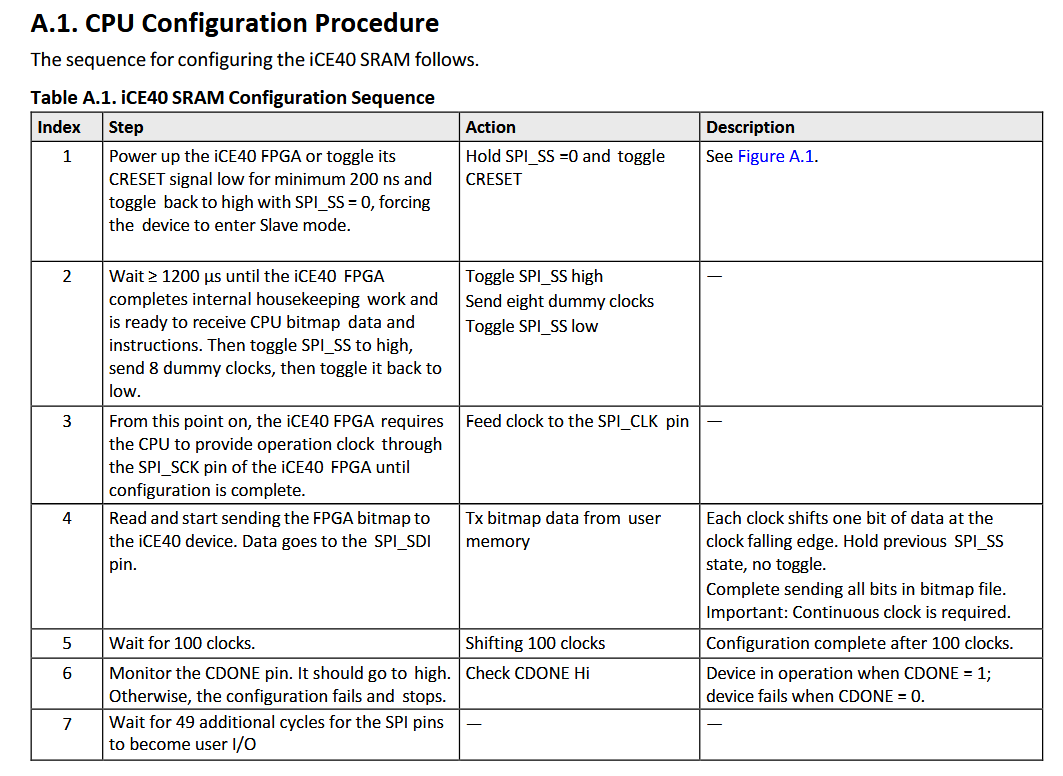 A.1. CPU Configuration Procedure
The sequence for configuring the iCE40 SRAM follows.
Table A.1. iCE40 SRAM Configuration Sequence
Index Step Action Description
1
Power up the iCE40 FPGA or toggle its
CRESET signal low for minimum 200 ns and
toggle back to high with SPI_SS = 0, forcing
the device to enter Slave mode.
Hold SPI_SS =0 and toggle
CRESET
See Figure A.1.
2
Wait ≥ 1200 µs until the iCE40 FPGA
completes internal housekeeping work and
is ready to receive CPU bitmap data and
instructions. Then toggle SPI_SS to high,
send 8 dummy clocks, then toggle it back to
low.
Toggle SPI_SS high
Send eight dummy clocks
Toggle SPI_SS low
—
3
From this point on, the iCE40 FPGA requires
the CPU to provide operation clock through
the SPI_SCK pin of the iCE40 FPGA until
configuration is complete.
Feed clock to the SPI_CLK pin
—
4
Read and start sending the FPGA bitmap to
the iCE40 device. Data goes to the SPI_SDI
pin.
Tx bitmap data from user
memory
Each clock shifts one bit of data at the
clock falling edge. Hold previous SPI_SS
state, no toggle.
Complete sending all bits in bitmap file.
Important: Continuous clock is required.
5
Wait for 100 clocks.
Shifting 100 clocks
Configuration complete after 100 clocks.
6
Monitor the CDONE pin. It should go to high.
Otherwise, the configuration fails and stops.
Check CDONE Hi
Device in operation when CDONE = 1;
device fails when CDONE = 0.
7
Wait for 49 additional cycles for the SPI pins
to become user I/O
—
—